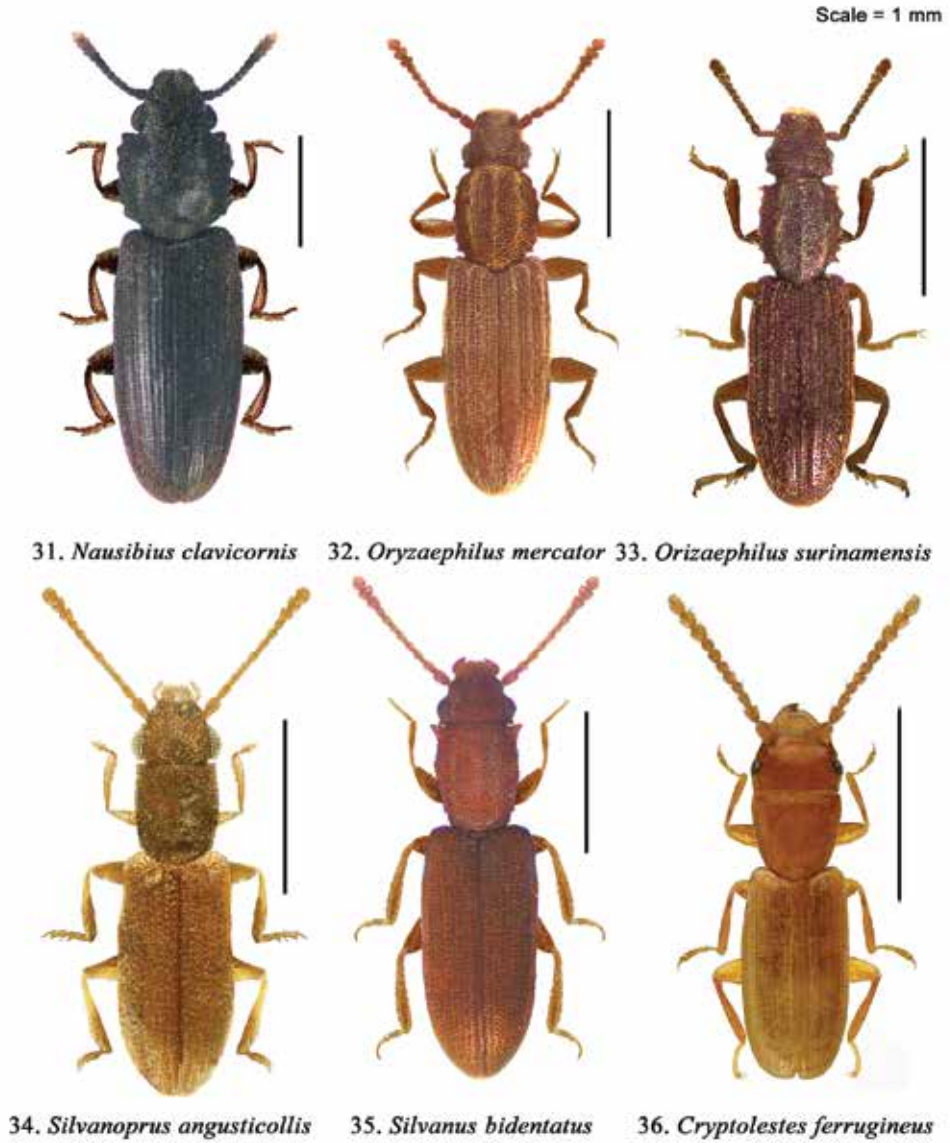 Scale = 1 mm
31. Nausibius clavicornis 32. Oryzaephilus mercator 33. Orizaephilus surinamensis
34. Silvanoprus angusticollis 35. Silvanus bidentatus 36. Cryptolestes ferrugineus